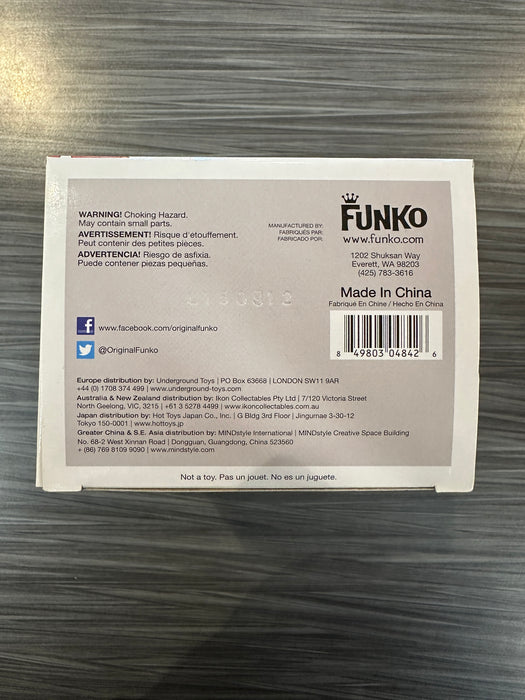 WARNING! Choking Hazard.
May contain small parts.
AVERTISSEMENT! Risque d'etouffement.
Peut contenir des petites pieces.
ADVERTENCIA! Riesgo de asfixia.
Puede contener piezas pequeñas.
MANUFACTURED BY:
FABRIQUÉS PAR:
FABRICADO POR:
FUNKO
www.funko.com
1202 Shuksan Way
Everett, WA 98203
(425) 783-3616
Made In China
Fabriqué En Chine / Hecho En China
8 49803 04842 6
www.facebook.com/originalfunko
@OriginalFunko
Europe distribution by: Underground Toys | PO Box 63668 | LONDON SW11 9AR
+44 (0) 1708 374 499 | www.underground-toys.com
Australia & New Zealand distribution by: Ikon Collectables Pty Ltd | 7/120 Victoria Street
North Geelong, VIC, 3215 | +61 3 5278 4499 | www.ikoncollectables.com.au
Japan distribution by: Hot Toys Japan Co., Inc. | G Bldg 3rd Floor | Jingumae 3-30-12
Tokyo 150-0001 | www.hottoys.jp
Greater China & S.E. Asia distribution by: MINDstyle International | MINDstyle Creative Space Building
No. 68-2 West Xinnan Road | Dongguan, Guangdong, China 523560
+ (86) 769 8109 9090 | www.mindstyle.com
Not a toy. Pas un jouet. No es un juguete.